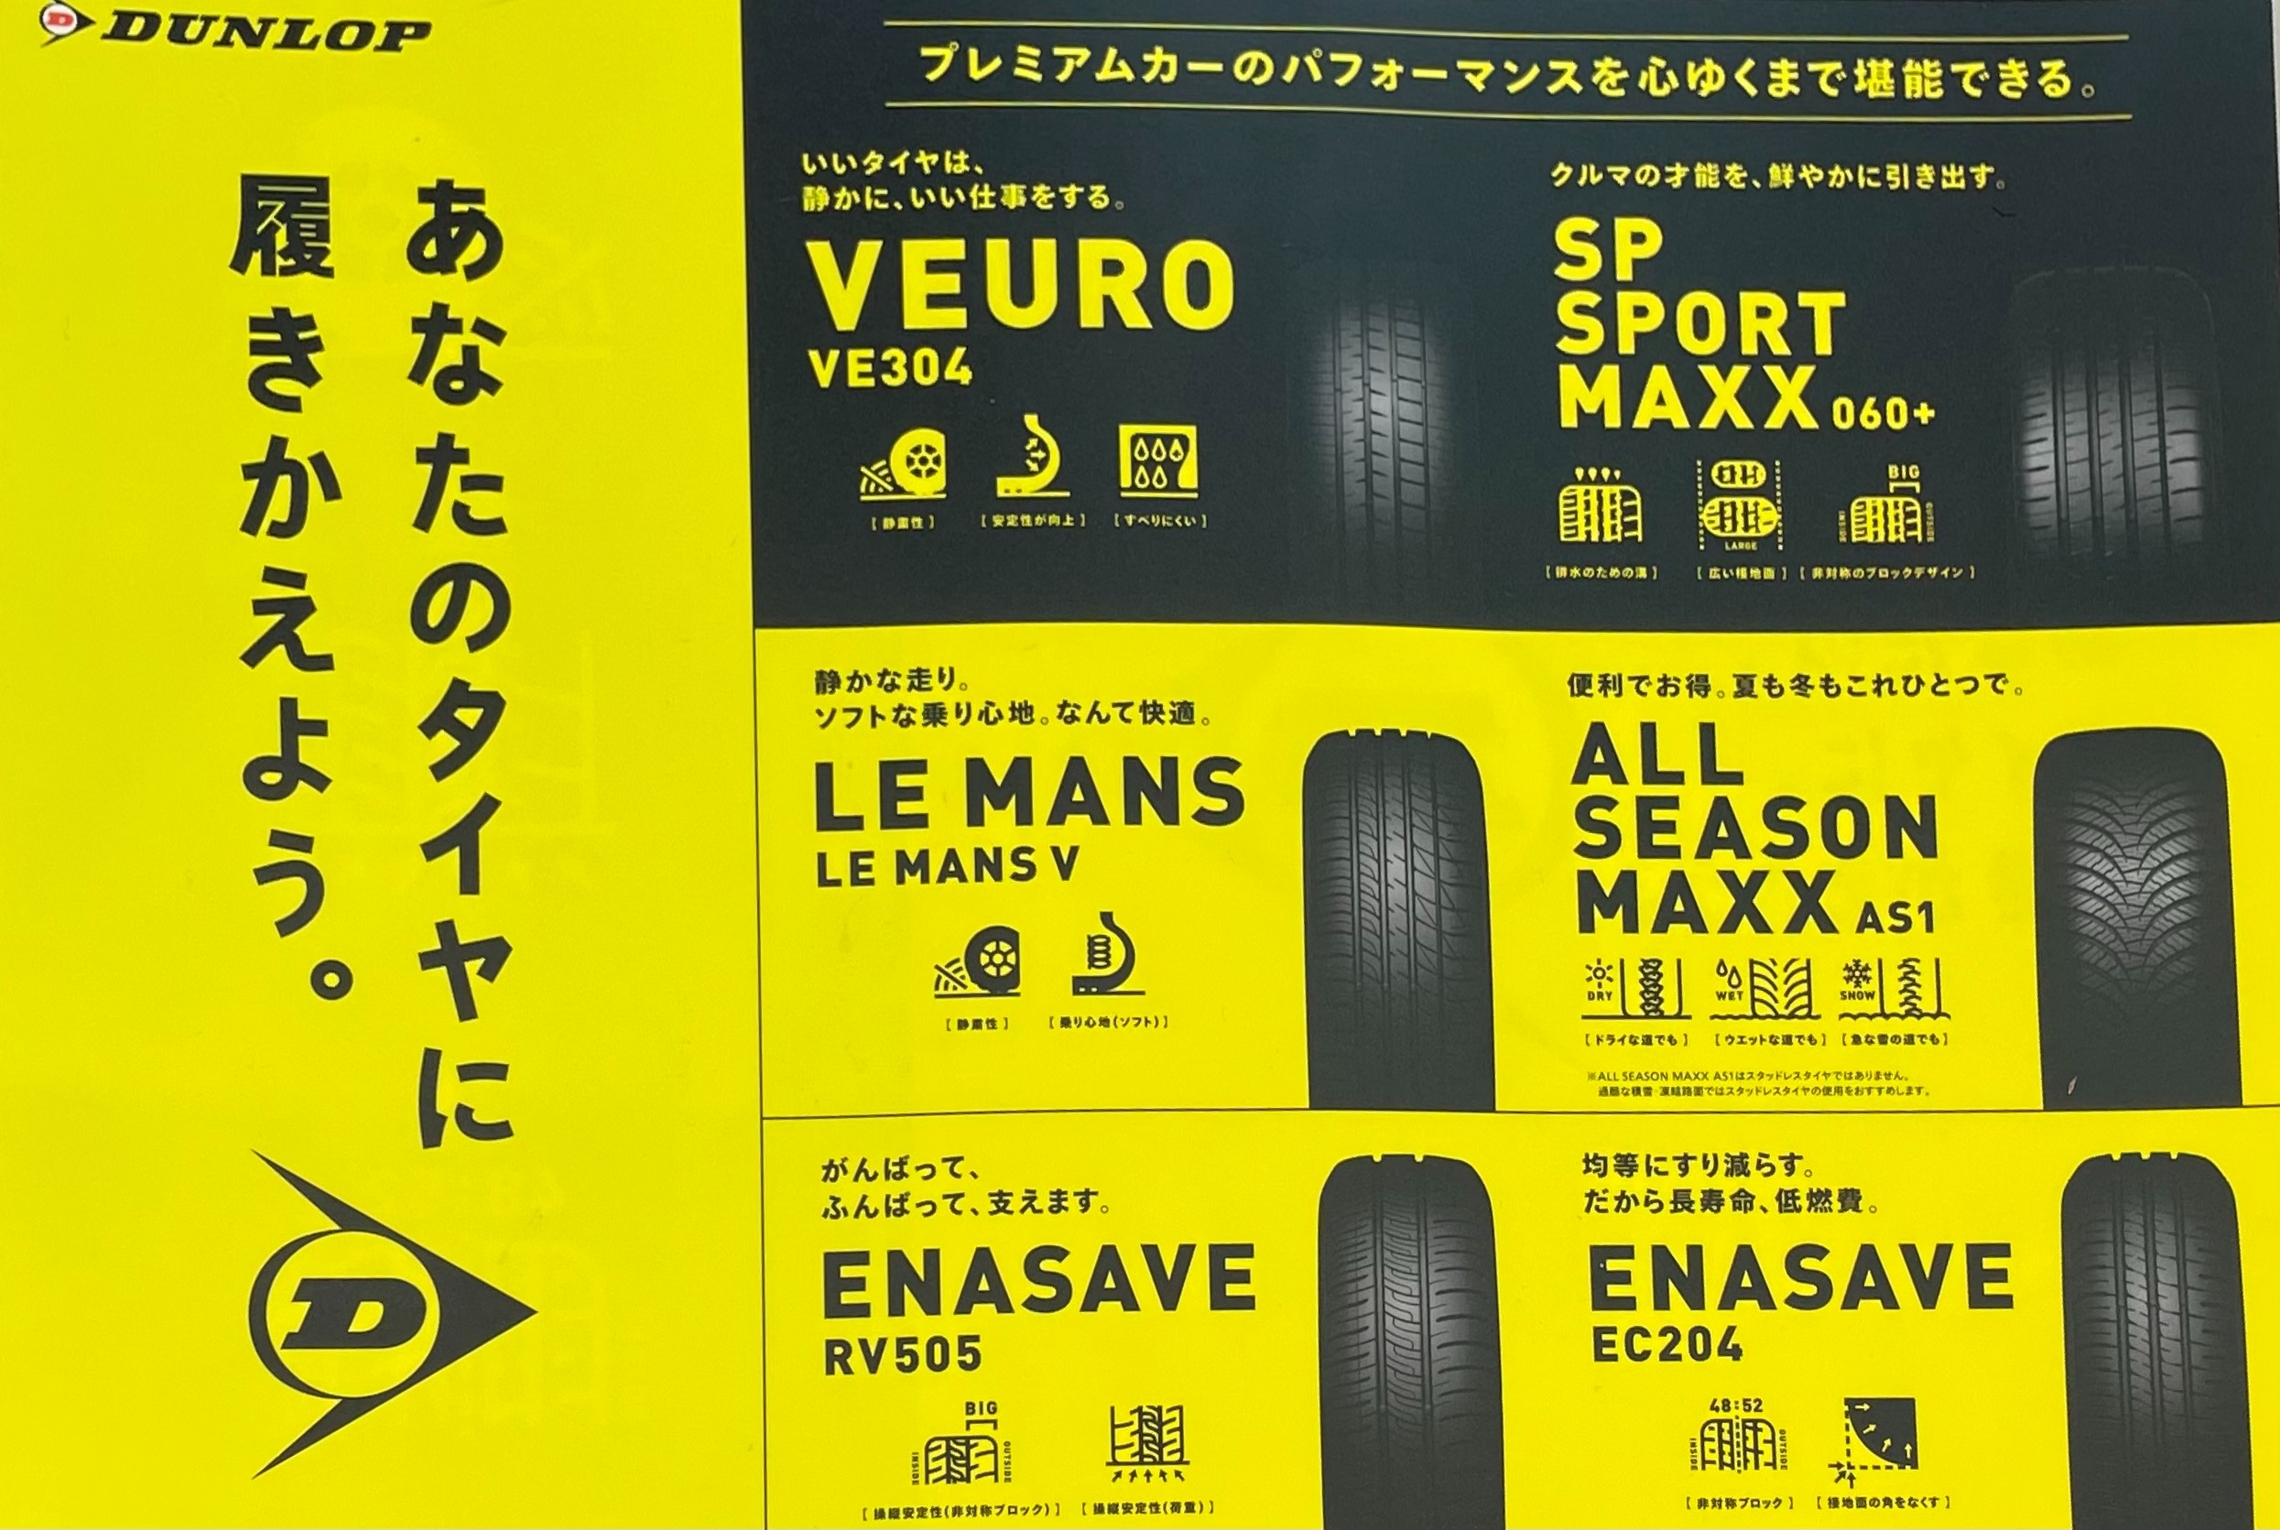 DUNLOP
あなたのタイヤに
履きかえよう。
D
プレミアムカーのパフォーマンスを心ゆくまで堪能できる。
いいタイヤは、
静かに、いい仕事をする。
VEURO
VE304
[ 静粛性 ]
[ 安定性が向上 ]
[ すべりにくい ]
クルマの才能を、鮮やかに引き出す。
SP
SPORT
MAXX 060+
LARGE
BIG
INSIDE
OUTSIDE
[ 排水のための溝 ]
[ 広い接地面 ]
[ 非対称のブロックデザイン ]
静かな走り。
ソフトな乗り心地。なんて快適。
LE MANS
LE MANS V
[ 静粛性 ]
[ 乗り心地(ソフト) ]
便利でお得。夏も冬もこれひとつで。
ALL
SEASON
MAXX AS1
DRY
WET
SNOW
[ ドライな道でも ]
[ ウエットな道でも ]
[ 急な雪の道でも ]
※ALL SEASON MAXX AS1はスタッドレスタイヤではありません。
過酷な積雪・凍結路面ではスタッドレスタイヤの使用をおすすめします。
がんばって、
ふんばって、支えます。
ENASAVE
RV505
BIG
INSIDE
OUTSIDE
[ 操縦安定性(非対称ブロック) ]
[ 操縦安定性(荷重) ]
均等にすり減らす。
だから長寿命、低燃費。
ENASAVE
EC204
48:52
INSIDE
OUTSIDE
[ 非対称ブロック ]
[ 接地面の角をなくす ]